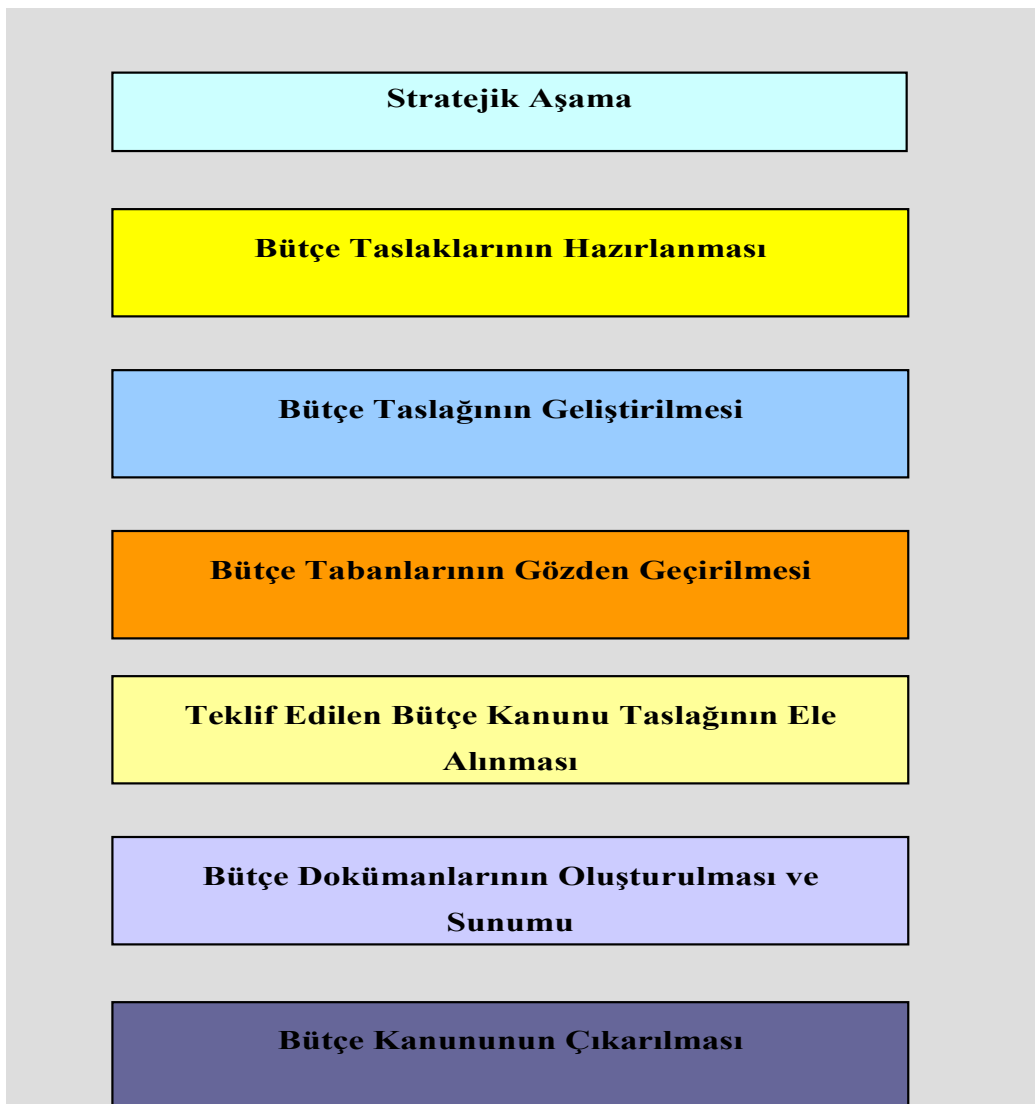 Stratejik Aşama
Bütçe Taslaklarının Hazırlanması
Bütçe Taslağının Geliştirilmesi
Bütçe Tabanlarının Gözden Geçirilmesi
Teklif Edilen Bütçe Kanunu Taslağının Ele
Alınması
Bütçe Dokümanlarının Oluşturulması ve
Sunumu
Bütçe Kanununun Çıkarılması